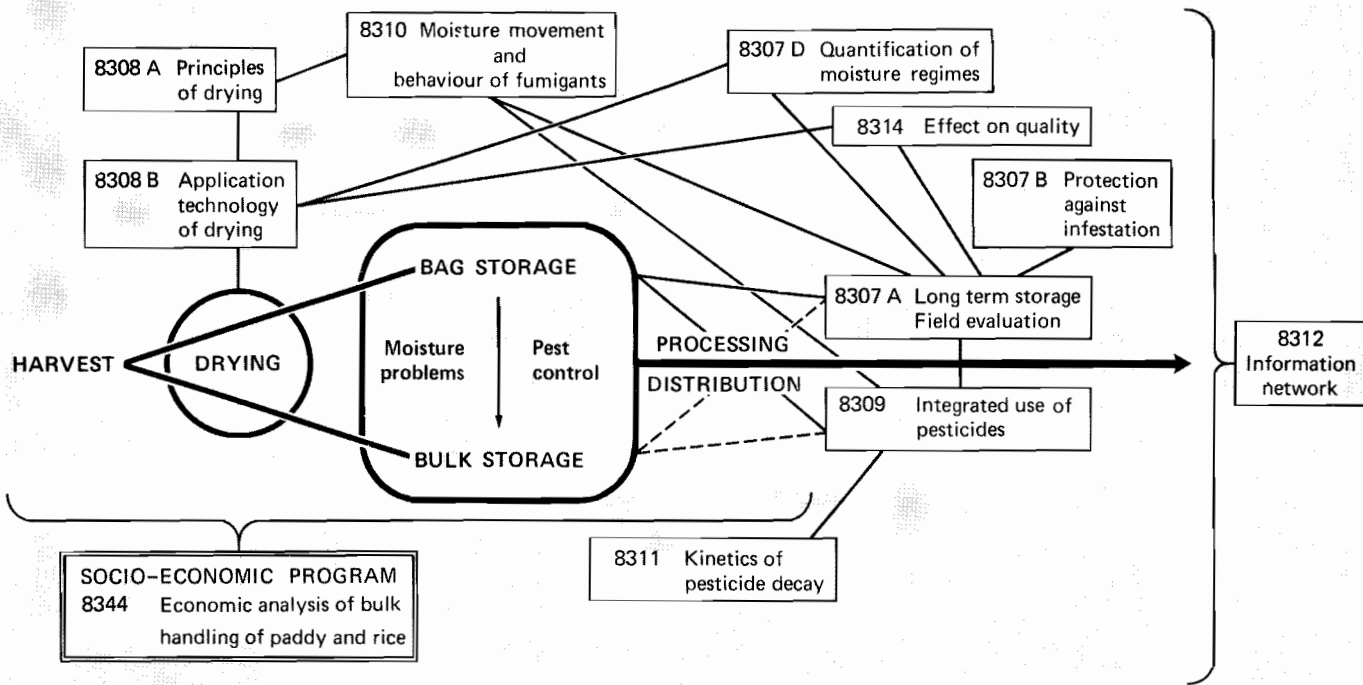 8310 Moisture movement
and
behaviour of fumigants
8308 A Principles
of drying
8307 D Quantification of
moisture regimes
8314 Effect on quality
8308 B Application
technology
of drying
8307 B Protection
against
infestation
BAG STORAGE
8307 A Long term storage
Field evaluation
HARVEST
DRYING
Moisture
problems
Pest
control
PROCESSING
DISTRIBUTION
8312
Information
network
8309 Integrated use of
pesticides
BULK STORAGE
8311 Kinetics of
pesticide decay
SOCIO-ECONOMIC PROGRAM
8344 Economic analysis of bulk
handling of paddy and rice